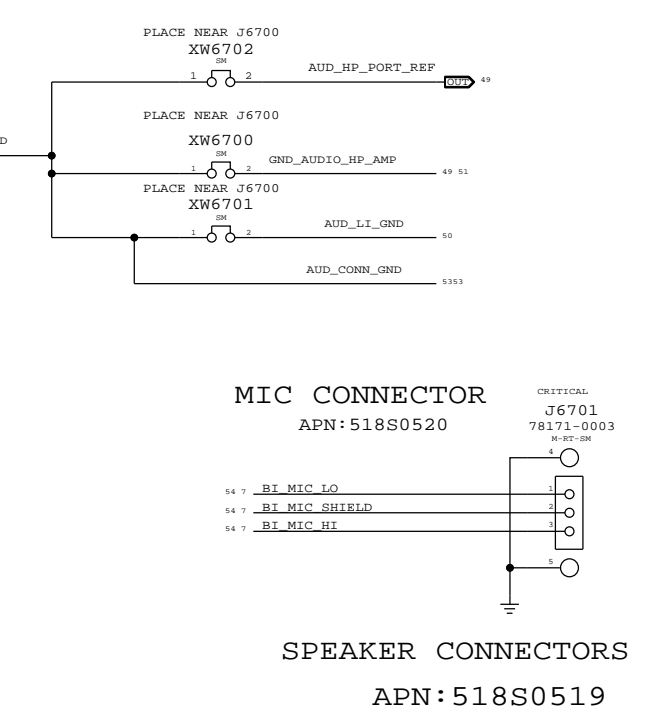 PLACE NEAR J6700
XW6702
SM
1 2 AUD_HP_PORT_REF
OUT 49
PLACE NEAR J6700
D
XW6700
SM
1 2 GND_AUDIO_HP_AMP
49 51
PLACE NEAR J6700
XW6701
SM
1 2 AUD_LI_GND
50
AUD_CONN_GND
5353
MIC CONNECTOR
APN:518S0520
CRITICAL
J6701
78171-0003
M-RT-SM
4
54 7 BI_MIC_LO 1
54 7 BI_MIC_SHIELD 2
54 7 BI_MIC_HI 3
5
SPEAKER CONNECTORS
APN:518S0519